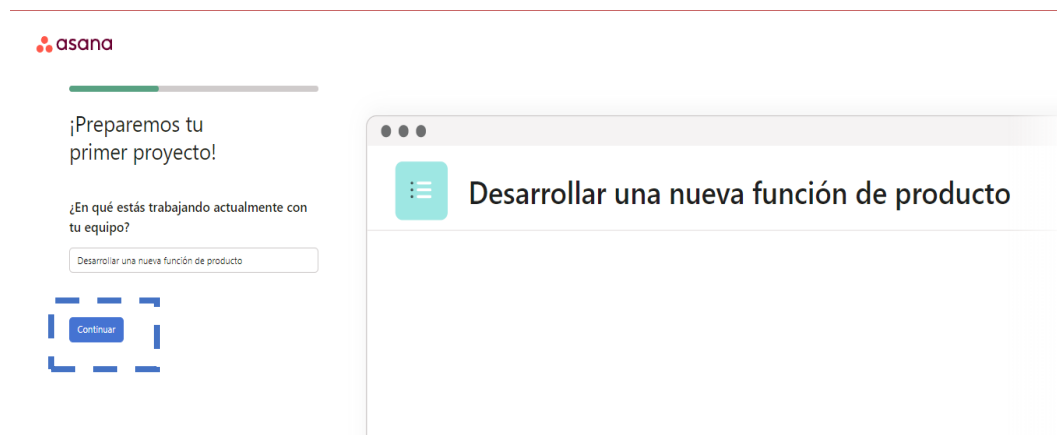 asana
¡Preparemos tu
primer proyecto!
¿En qué estás trabajando actualmente con
tu equipo?
Desarrollar una nueva función de producto
Continuar
Desarrollar una nueva función de producto